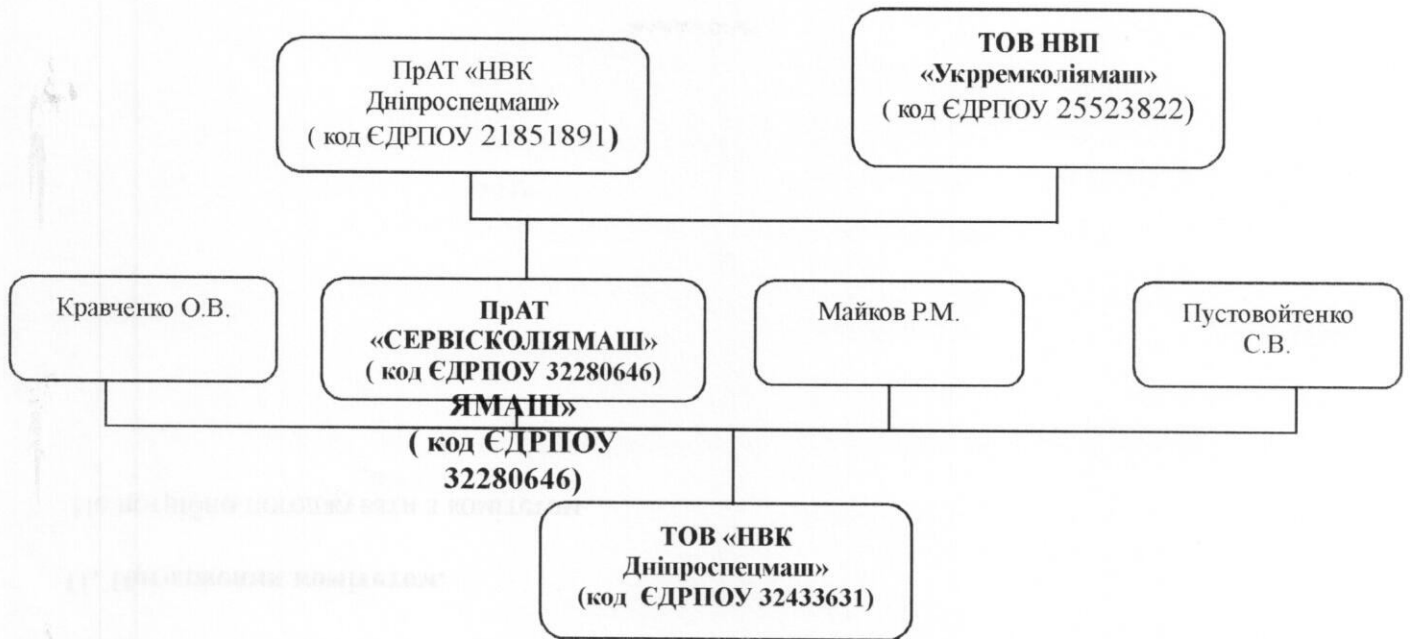 ПрАТ «НВК
Дніпроспецмаш»
( код ЄДРПОУ 21851891)
ТОВ НВП
«Укрремколіямаш»
( код ЄДРПОУ 25523822)
Кравченко О.В.
ПрАТ
«СЕРВІСКОЛІЯМАШ»
( код ЄДРПОУ 32280646)
ЯМАШ»
( код ЄДРПОУ
32280646)
Майков Р.М.
Пустовойтенко
С.В.
ТОВ «НВК
Дніпроспецмаш»
(код ЄДРПОУ 32433631)